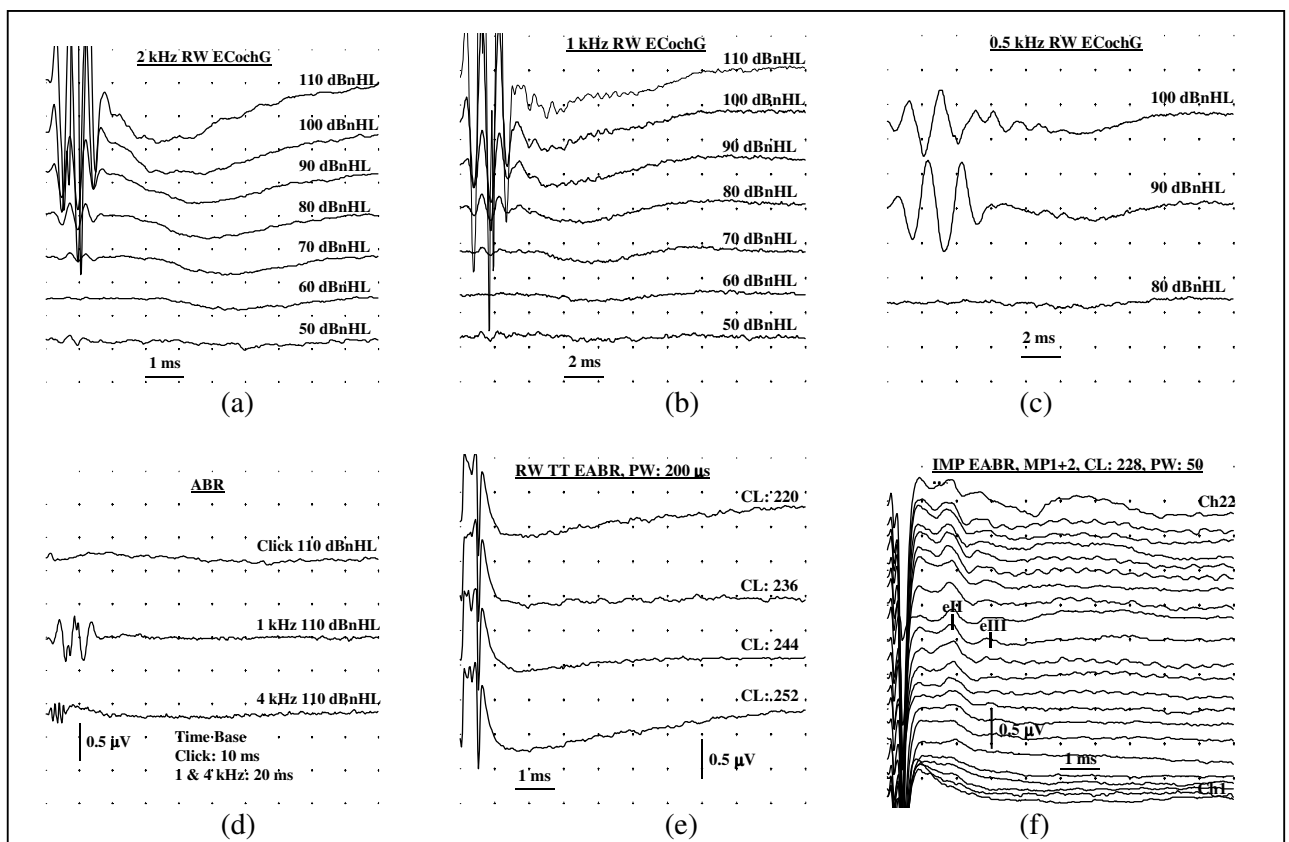 2 kHz RW ECochG
110 dBnHL
100 dBnHL
90 dBnHL
80 dBnHL
70 dBnHL
60 dBnHL
50 dBnHL
1 ms
(a)
1 kHz RW ECochG
110 dBnHL
100 dBnHL
90 dBnHL
80 dBnHL
70 dBnHL
60 dBnHL
50 dBnHL
2 ms
(b)
0.5 kHz RW ECochG
100 dBnHL
90 dBnHL
80 dBnHL
2 ms
(c)
ABR
Click 110 dBnHL
1 kHz 110 dBnHL
4 kHz 110 dBnHL
0.5 µV
Time Base
Click: 10 ms
1 & 4 kHz: 20 ms
(d)
RW TT EABR, PW: 200 µs
CL: 220
CL: 236
CL: 244
CL: 252
0.5 µV
1 ms
(e)
IMP EABR, MP1+2, CL: 228, PW: 50
Ch22
eII
eIII
0.5 µV
1 ms
Ch1
(f)